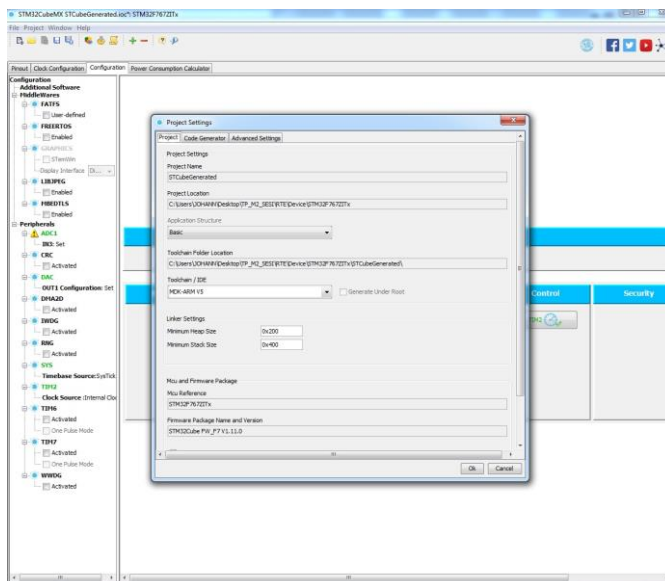 STM32CubeMX STCubeGenerated.ioc*: STM32F767ZITx
File Project Window Help
Pinout Clock Configuration Configuration Power Consumption Calculator
Configuration
Additional Software
MiddleWares
FATFS
User-defined
FREERTOS
Enabled
GRAPHICS
STemWin
Display Interface Di...
LIBJPEG
Enabled
MBEDTLS
Enabled
Peripherals
ADC1
IN3: Set
CRC
Activated
DAC
OUT1 Configuration: Set
DMA2D
Activated
IWDG
Activated
RNG
Activated
SYS
Timebase Source:SysTick
TIM2
Clock Source :Internal Clo
TIM6
Activated
One Pulse Mode
TIM7
Activated
One Pulse Mode
WWDG
Activated
Project Settings
Project Code Generator Advanced Settings
Project Settings
Project Name
STCubeGenerated
Project Location
C:\Users\JOHANN\Desktop\TP_M2_SESI\RTE\Device\STM32F767ZITx
Application Structure
Basic
Toolchain Folder Location
C:\Users\JOHANN\Desktop\TP_M2_SESI\RTE\Device\STM32F767ZITx\STCubeGenerated\
Toolchain / IDE
MDK-ARM V5 Generate Under Root
Linker Settings
Minimum Heap Size 0x200
Minimum Stack Size 0x400
Mcu and Firmware Package
Mcu Reference
STM32F767ZITx
Firmware Package Name and Version
STM32Cube FW_F7 V1.11.0
Ok Cancel
Control Security